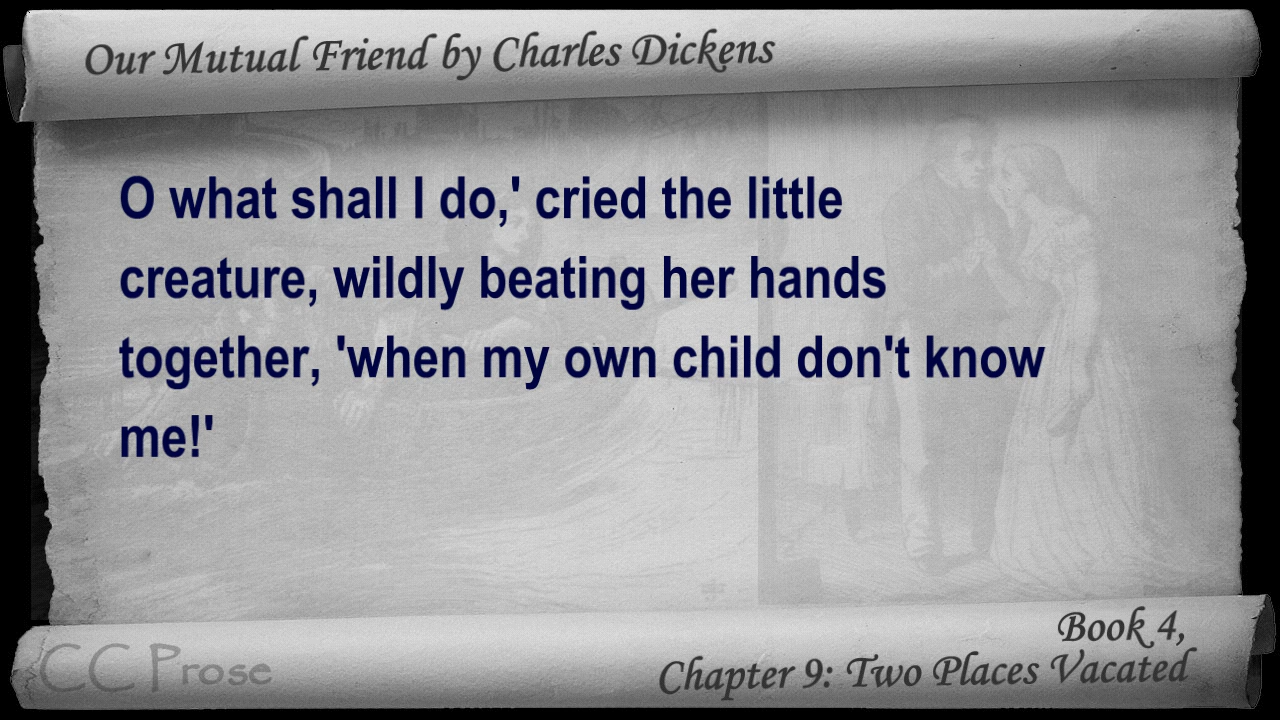 Our Mutual Friend by Charles Dickens
O what shall I do,' cried the little
creature, wildly beating her hands
together, 'when my own child don't know
me!'
Book 4,
CC Prose
Chapter 9: Two Places Vacated